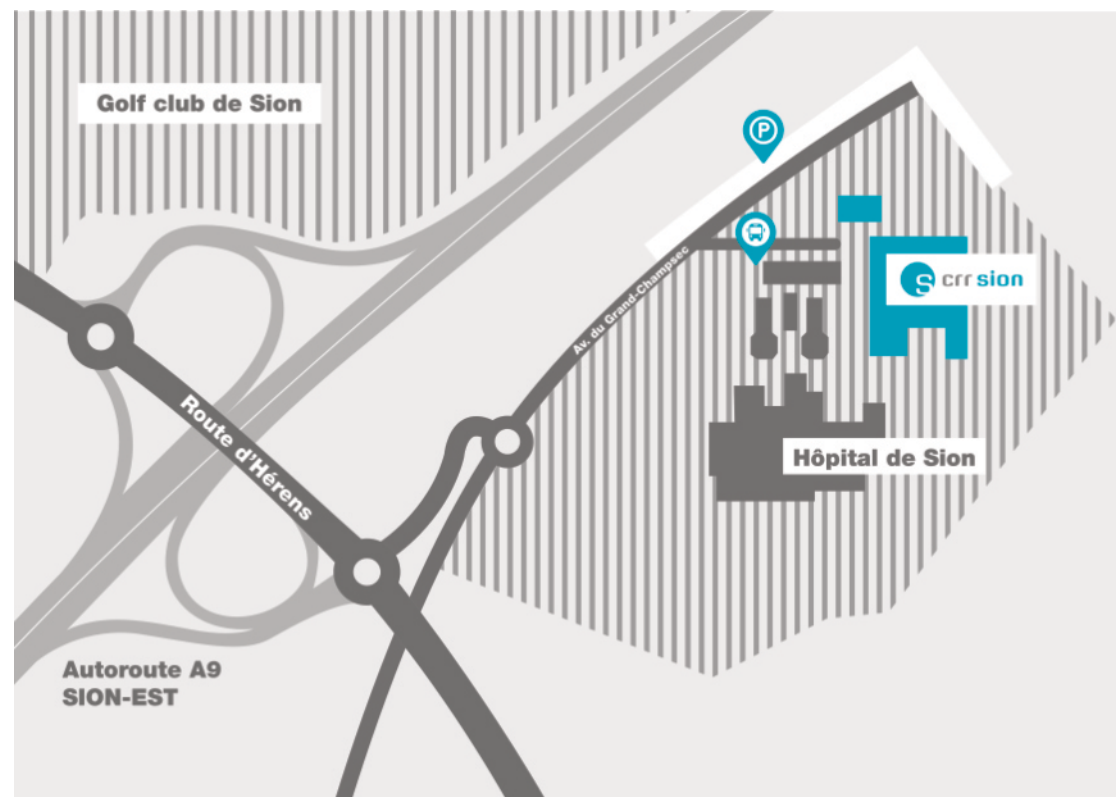 Golf club de Sion
P
Av. du Grand-Champsec
S crr sion
Route d'Hérens
Hôpital de Sion
Autoroute A9
SION-EST